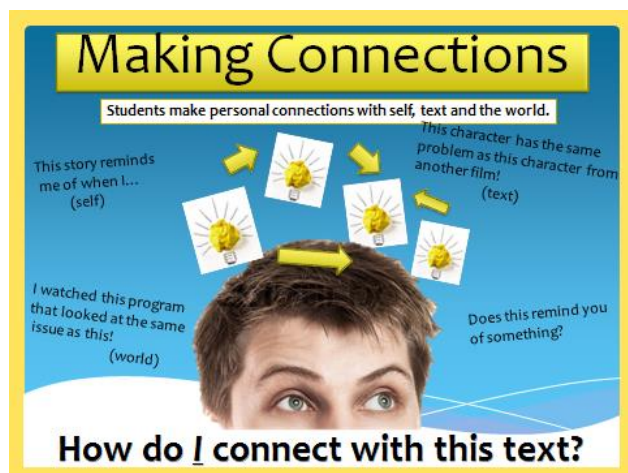 Making Connections
Students make personal connections with self, text and the world.
This story reminds
me of when I...
(self)
This character has the same
problem as this character from
another film!
(text)
I watched this program
that looked at the same
issue as this!
(world)
Does this remind you
of something?
How do I connect with this text?